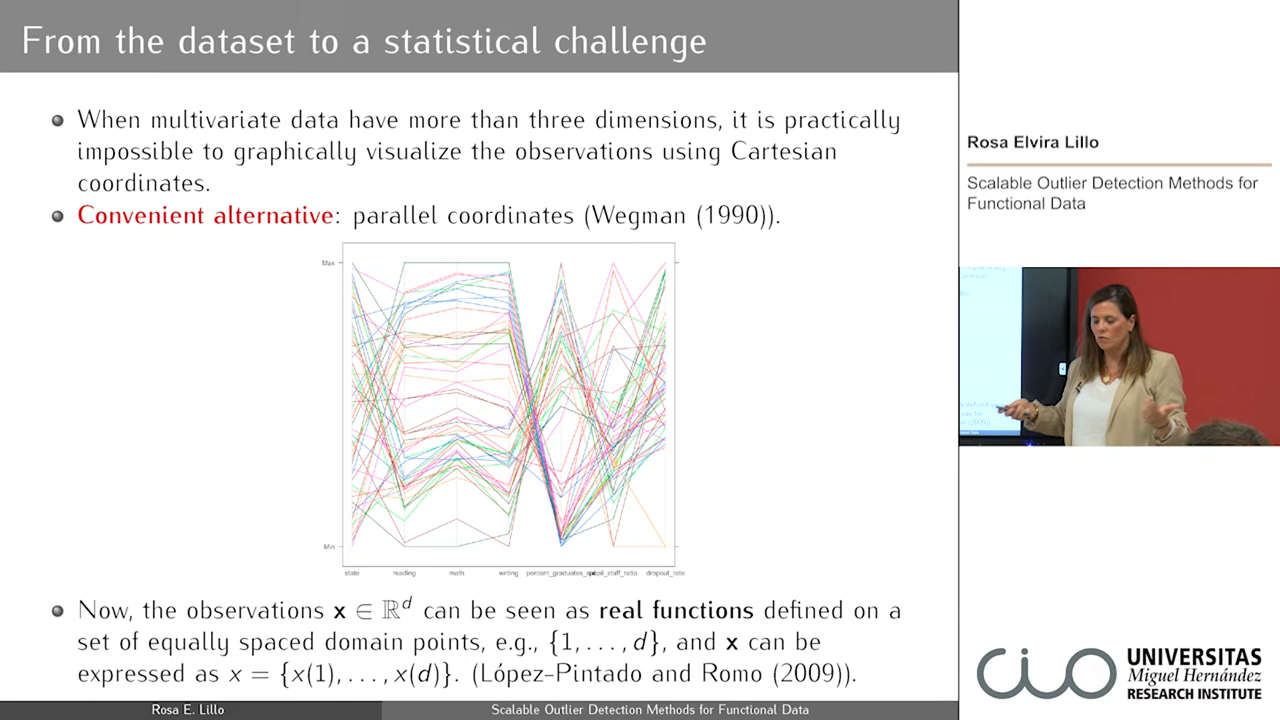 From the dataset to a statistical challenge
When multivariate data have more than three dimensions, it is practically
impossible to graphically visualize the observations using Cartesian
coordinates.
Convenient alternative: parallel coordinates (Wegman (1990)).
Max
Min
state reading math writing percent_graduates_ pupil_staff_ratio dropout_rate
Now, the observations x ∈ ℝᵈ can be seen as real functions defined on a
set of equally spaced domain points, e.g., {1, . . . , d}, and x can be
expressed as x = {x(1), . . . , x(d)}. (López-Pintado and Romo (2009)).
Rosa E. Lillo
Scalable Outlier Detection Methods for Functional Data
Rosa Elvira Lillo
Scalable Outlier Detection Methods for
Functional Data
CIO
UNIVERSITAS
Miguel Hernández
RESEARCH INSTITUTE